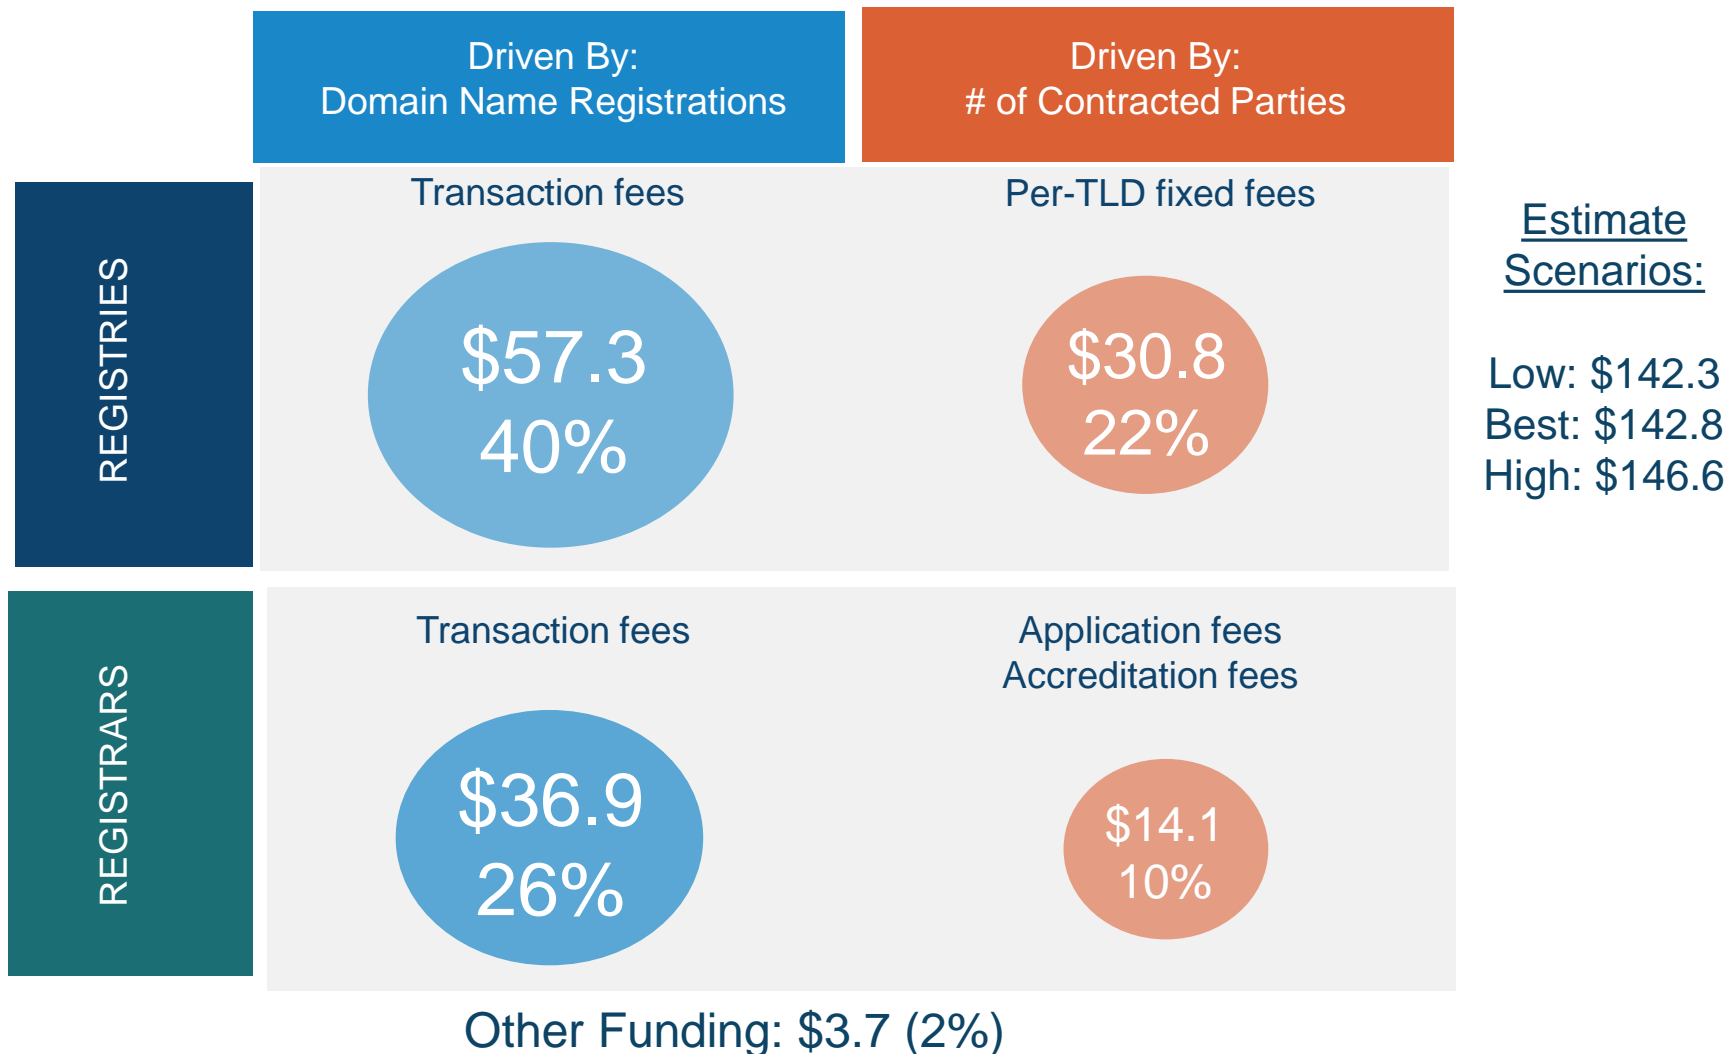 Driven By:
Domain Name Registrations
Driven By:
# of Contracted Parties
REGISTRIES
Transaction fees
$57.3
40%
Per-TLD fixed fees
$30.8
22%
Estimate
Scenarios:
Low: $142.3
Best: $142.8
High: $146.6
REGISTRARS
Transaction fees
$36.9
26%
Application fees
Accreditation fees
$14.1
10%
Other Funding: $3.7 (2%)